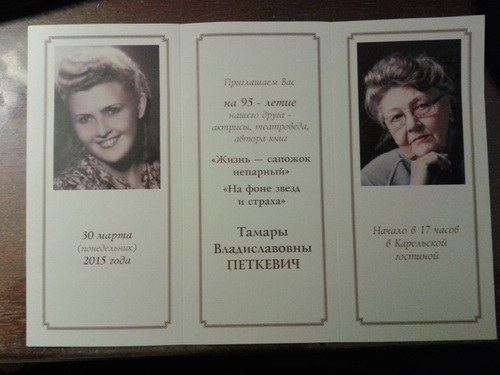 30 марта
(понедельник)
2015 года
Приглашаем Вас
на 95 - летие
нашего друга -
актрисы, театроведа,
автора книг
«Жизнь — сапожок
непарный»
«На фоне звезд
и страха»
Тамары
Владиславовны
ПЕТКЕВИЧ
Начало в 17 часов
в Карельской
гостиной